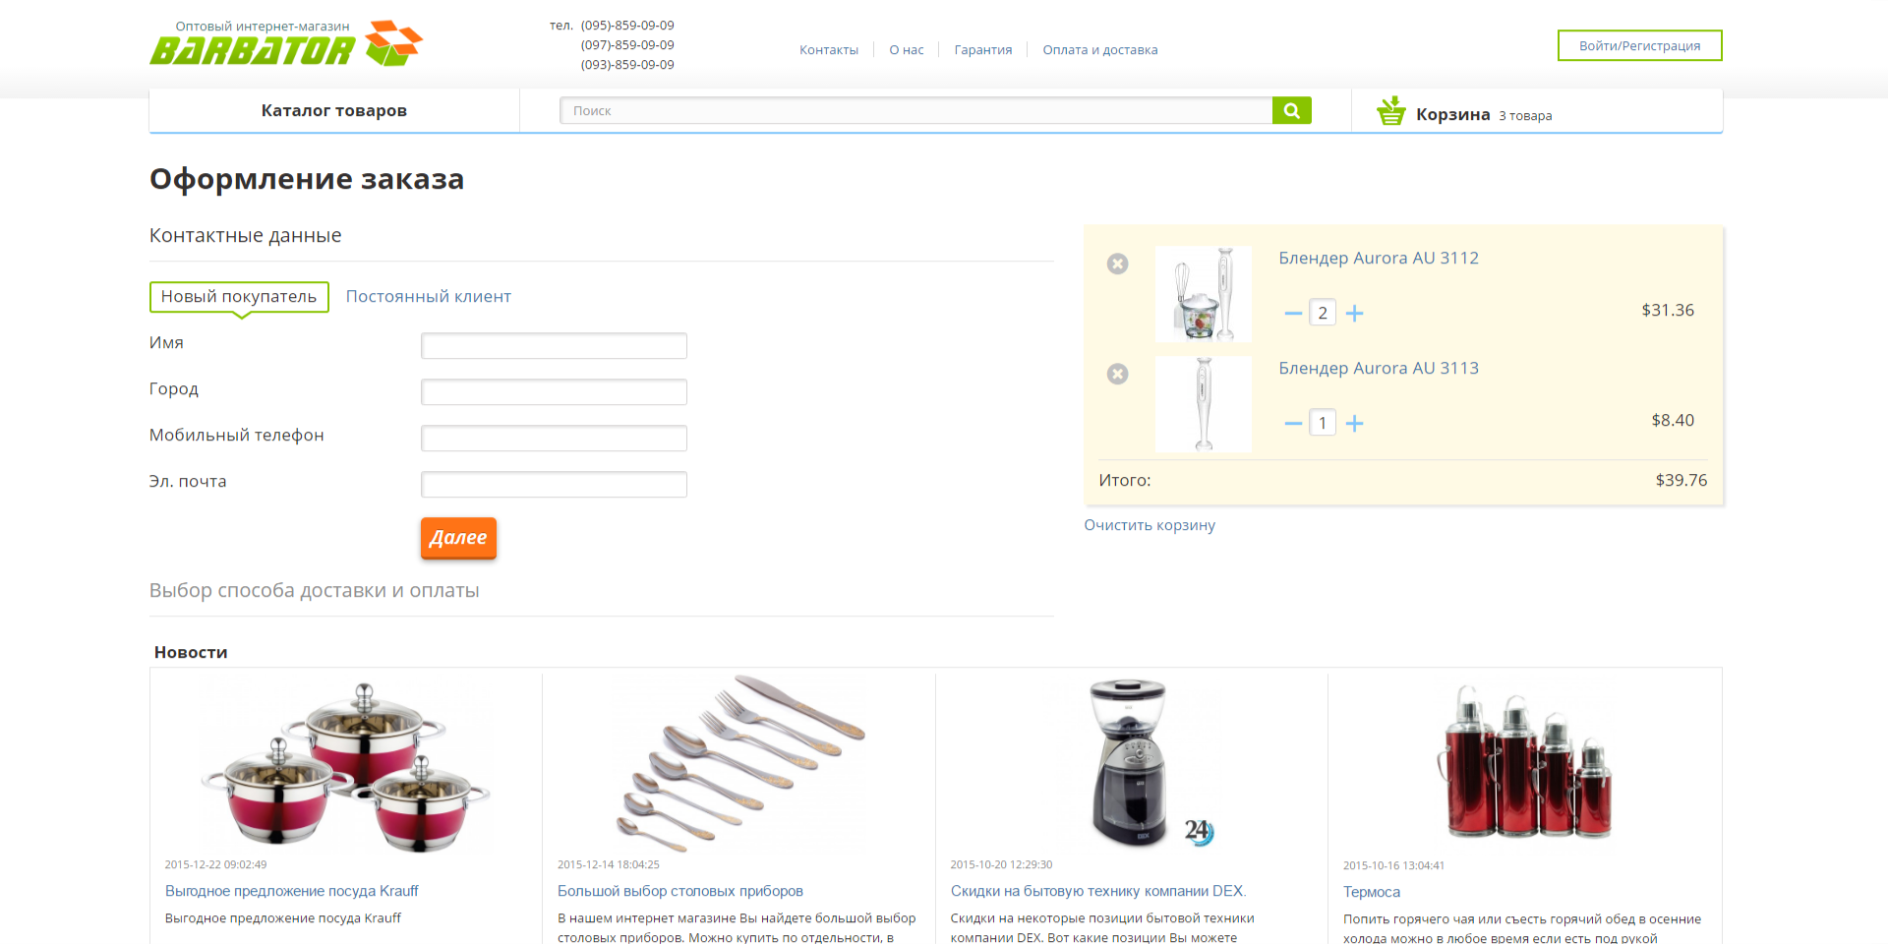 Оптовый интернет-магазин
BARBATOR
тел. (095)-859-09-09
(097)-859-09-09
(093)-859-09-09
Контакты
О нас
Гарантия
Оплата и доставка
Войти/Регистрация
Каталог товаров
Поиск
Корзина 3 товара
Оформление заказа
Контактные данные
Новый покупатель
Постоянный клиент
Имя
Город
Мобильный телефон
Эл. почта
Далее
Выбор способа доставки и оплаты
Блендер Aurora AU 3112
2
$31.36
Блендер Aurora AU 3113
1
$8.40
Итого:
$39.76
Очистить корзину
Новости
2015-12-22 09:02:49
Выгодное предложение посуда Krauff
Выгодное предложение посуда Krauff
2015-12-14 18:04:25
Большой выбор столовых приборов
В нашем интернет магазине Вы найдете большой выбор
столовых приборов. Можно купить по отдельности, в
24
2015-10-20 12:29:30
Скидки на бытовую технику компании DEX.
Скидки на некоторые позиции бытовой техники
компании DEX. Вот какие позиции Вы можете
2015-10-16 13:04:41
Термоса
Попить горячего чая или съесть горячий обед в осенние
холода можно в любое время если есть под рукой